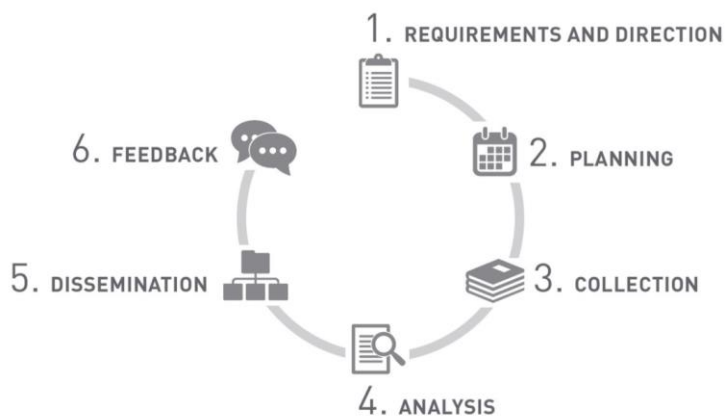 1. REQUIREMENTS AND DIRECTION
2. PLANNING
3. COLLECTION
4. ANALYSIS
5. DISSEMINATION
6. FEEDBACK